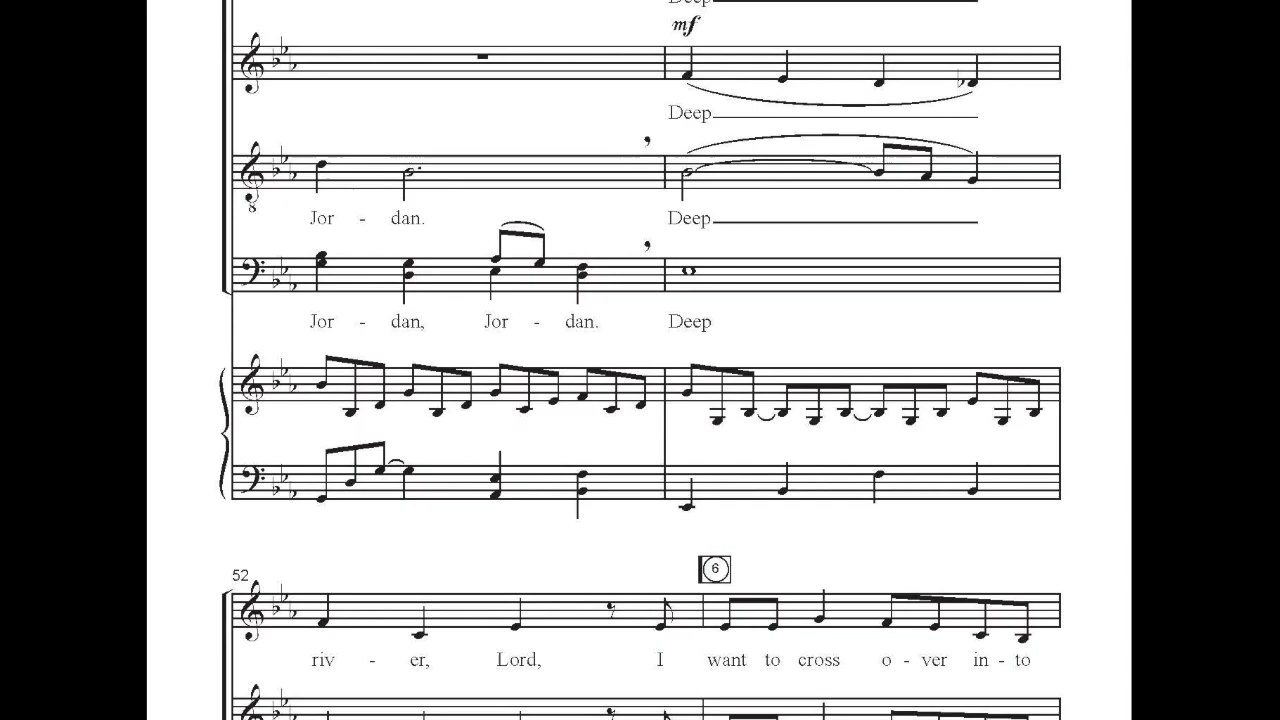 Deep
mf
Deep
Jor - dan. Deep
8
Jor - dan, Jor - dan. Deep
52
6
riv - er, Lord, I want to cross o - ver in - to